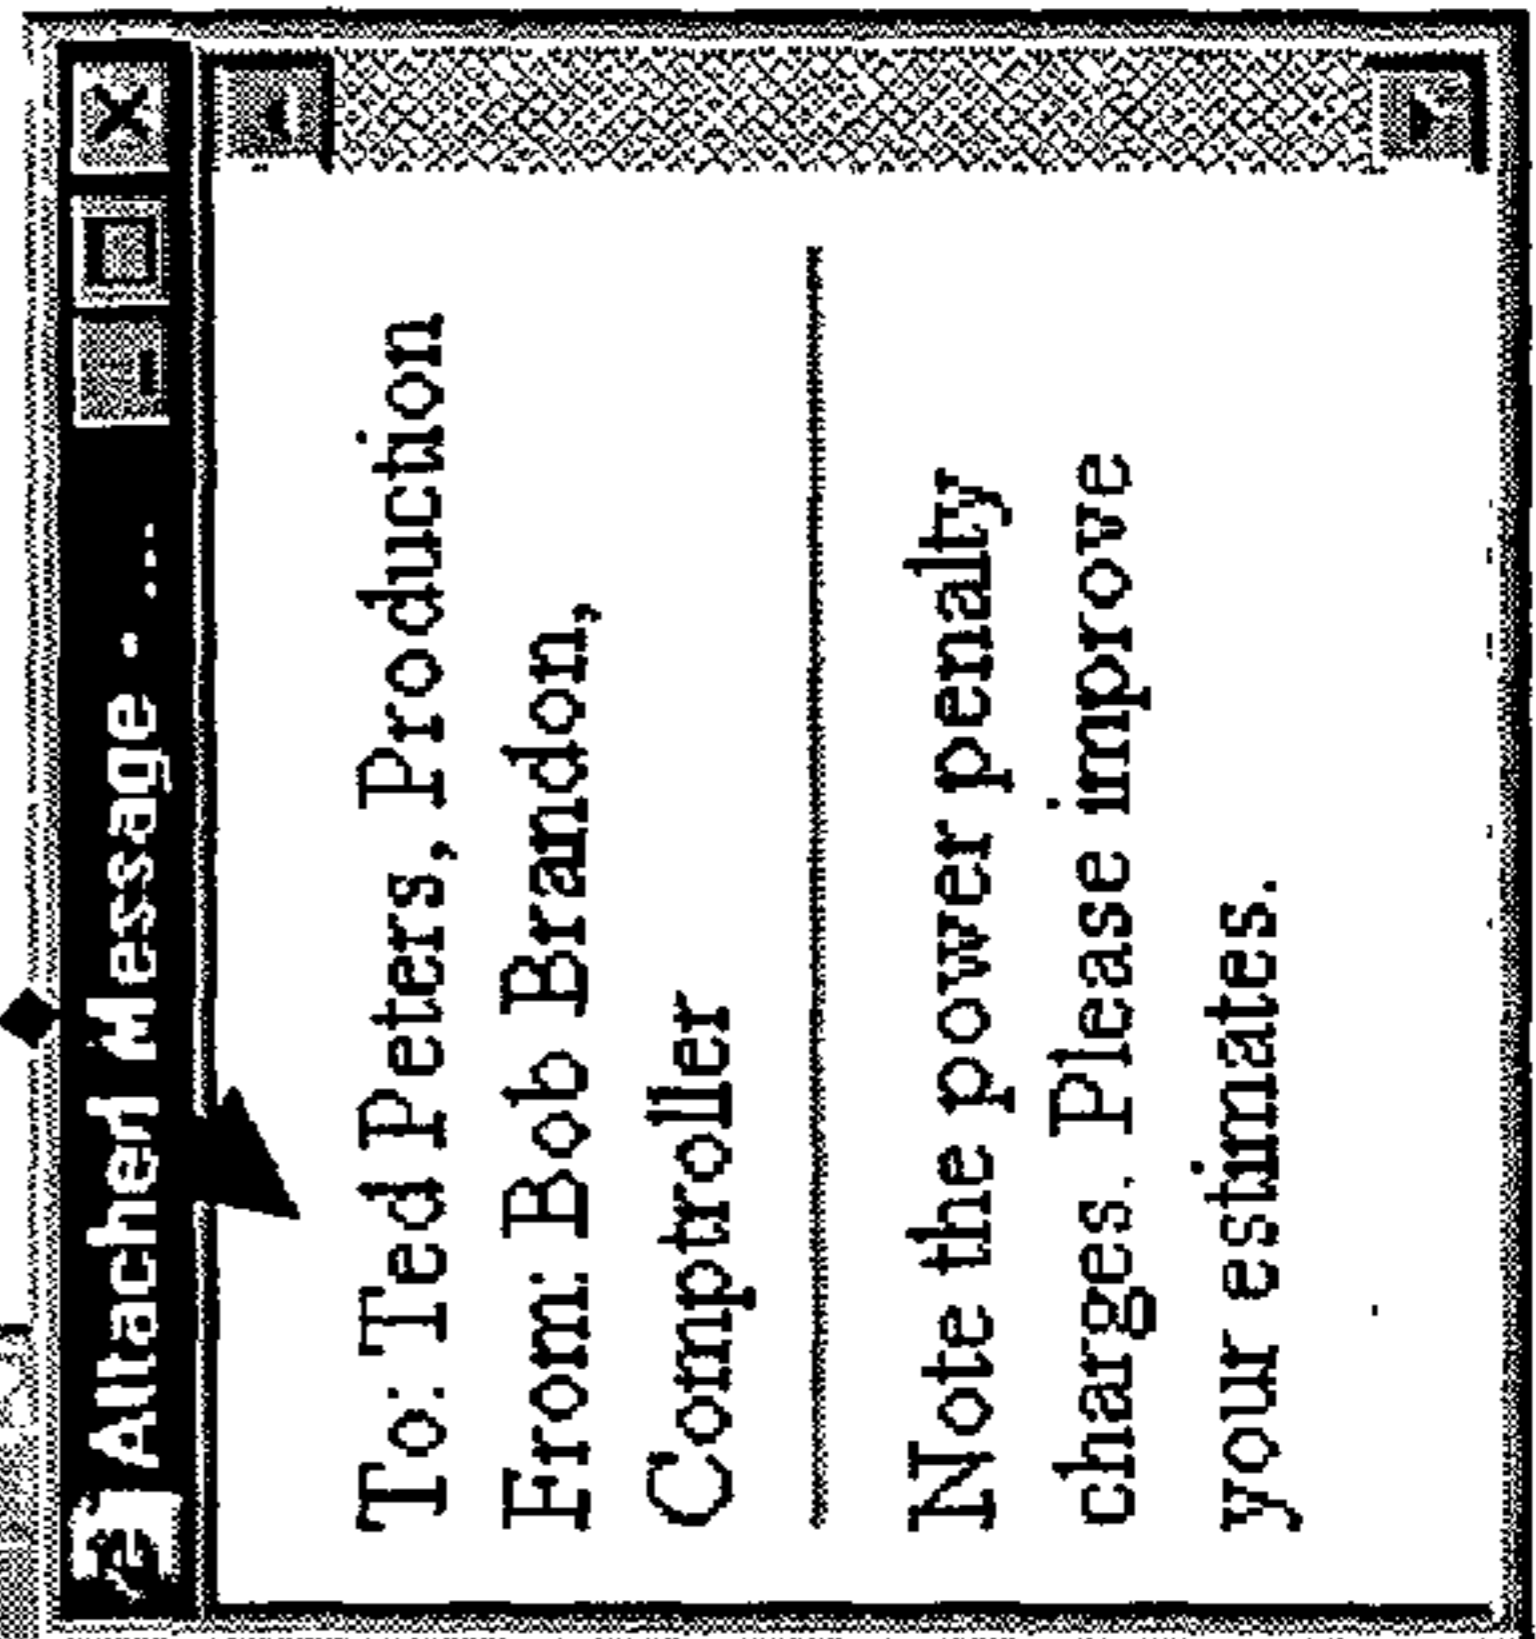 Attached Message - ...
To: Ted Peters, Production
From: Bob Brandon,
Comptroller
Note the power penalty
charges. Please improve
your estimates.